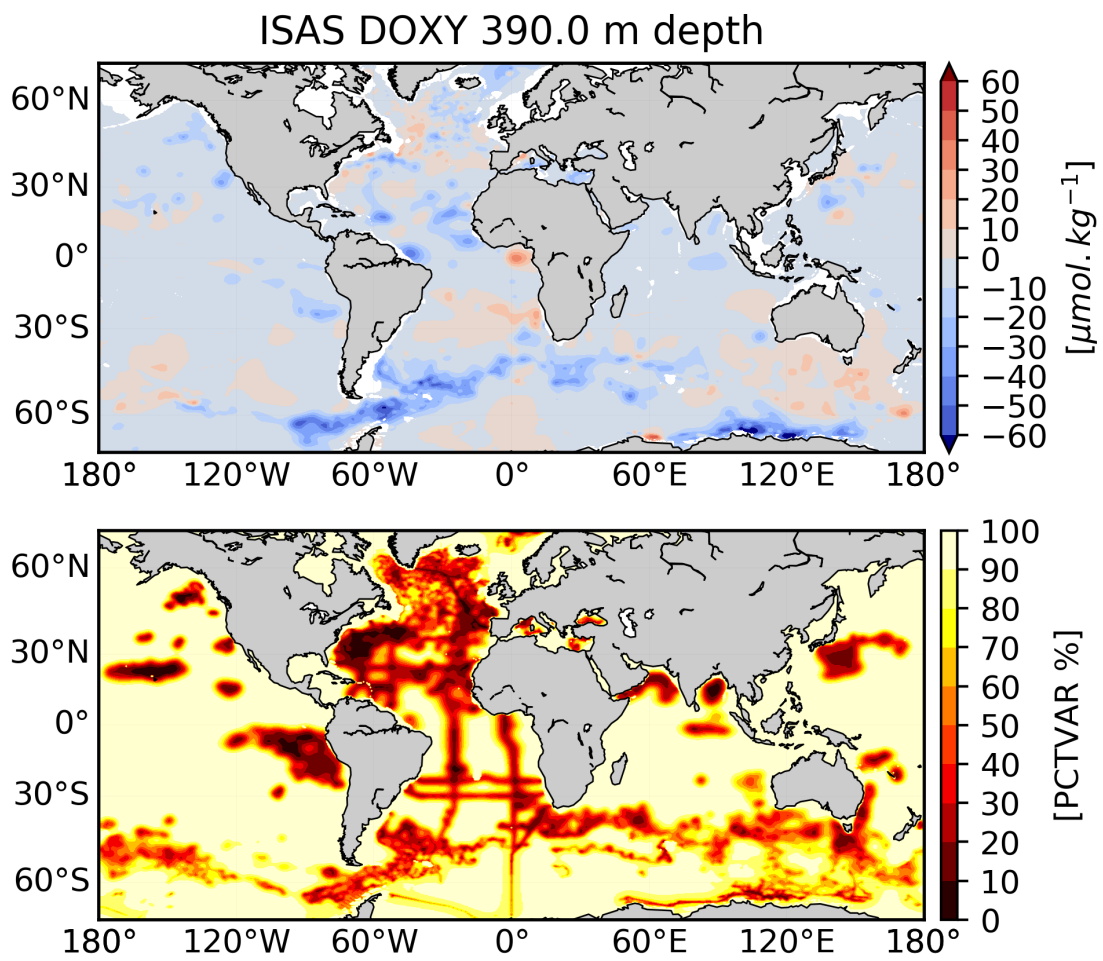 ISAS DOXY 390.0 m depth
60°N
30°N
0°
30°S
60°S
180° 120°W 60°W 0° 60°E 120°E 180°
60
50
40
30
20
10
0
−10
−20
−30
−40
−50
−60
[μmol.kg⁻¹]
60°N
30°N
0°
30°S
60°S
180° 120°W 60°W 0° 60°E 120°E 180°
100
90
80
70
60
50
40
30
20
10
0
[PCTVAR %]